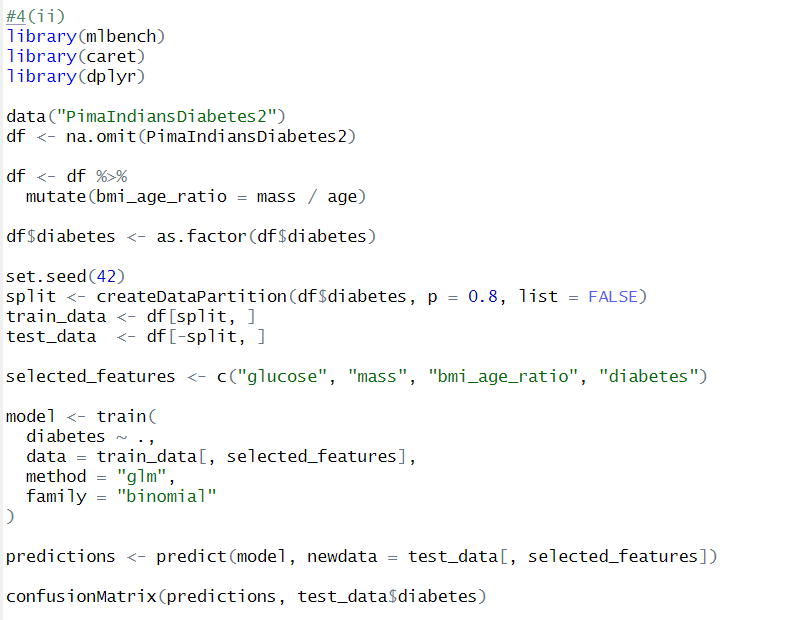 #4(ii)
library(mlbench)
library(caret)
library(dplyr)
data("PimaIndiansDiabetes2")
df <- na.omit(PimaIndiansDiabetes2)
df <- df %>%
  mutate(bmi_age_ratio = mass / age)
df$diabetes <- as.factor(df$diabetes)
set.seed(42)
split <- createDataPartition(df$diabetes, p = 0.8, list = FALSE)
train_data <- df[split, ]
test_data  <- df[-split, ]
selected_features <- c("glucose", "mass", "bmi_age_ratio", "diabetes")
model <- train(
  diabetes ~ .,
  data = train_data[, selected_features],
  method = "glm",
  family = "binomial"
)
predictions <- predict(model, newdata = test_data[, selected_features])
confusionMatrix(predictions, test_data$diabetes)